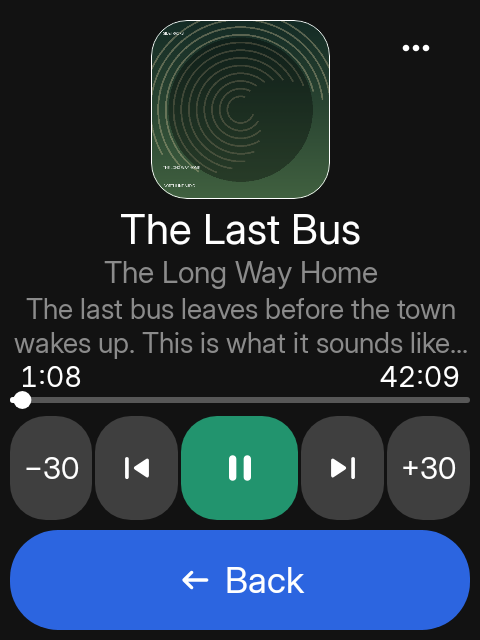 The Last Bus
The Long Way Home
The last bus leaves before the town
wakes up. This is what it sounds like...
1:08
42:09
−30
+30
← Back